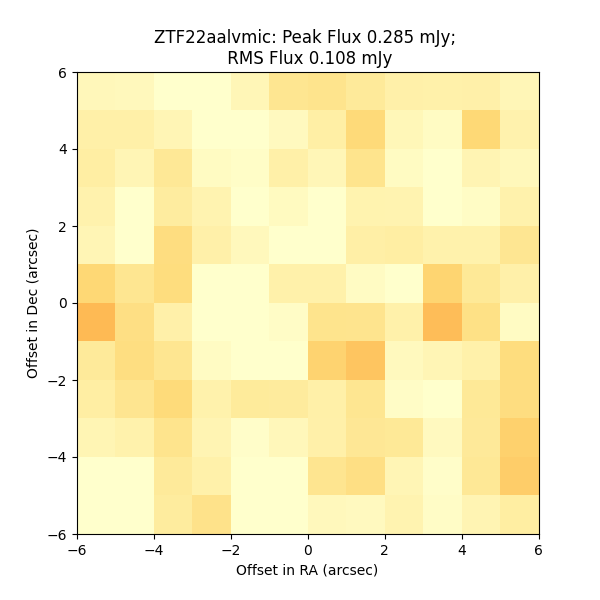 ZTF22aalvmic: Peak Flux 0.285 mJy;
RMS Flux 0.108 mJy
6
4
2
0
−2
−4
−6
Offset in Dec (arcsec)
−6 −4 −2 0 2 4 6
Offset in RA (arcsec)